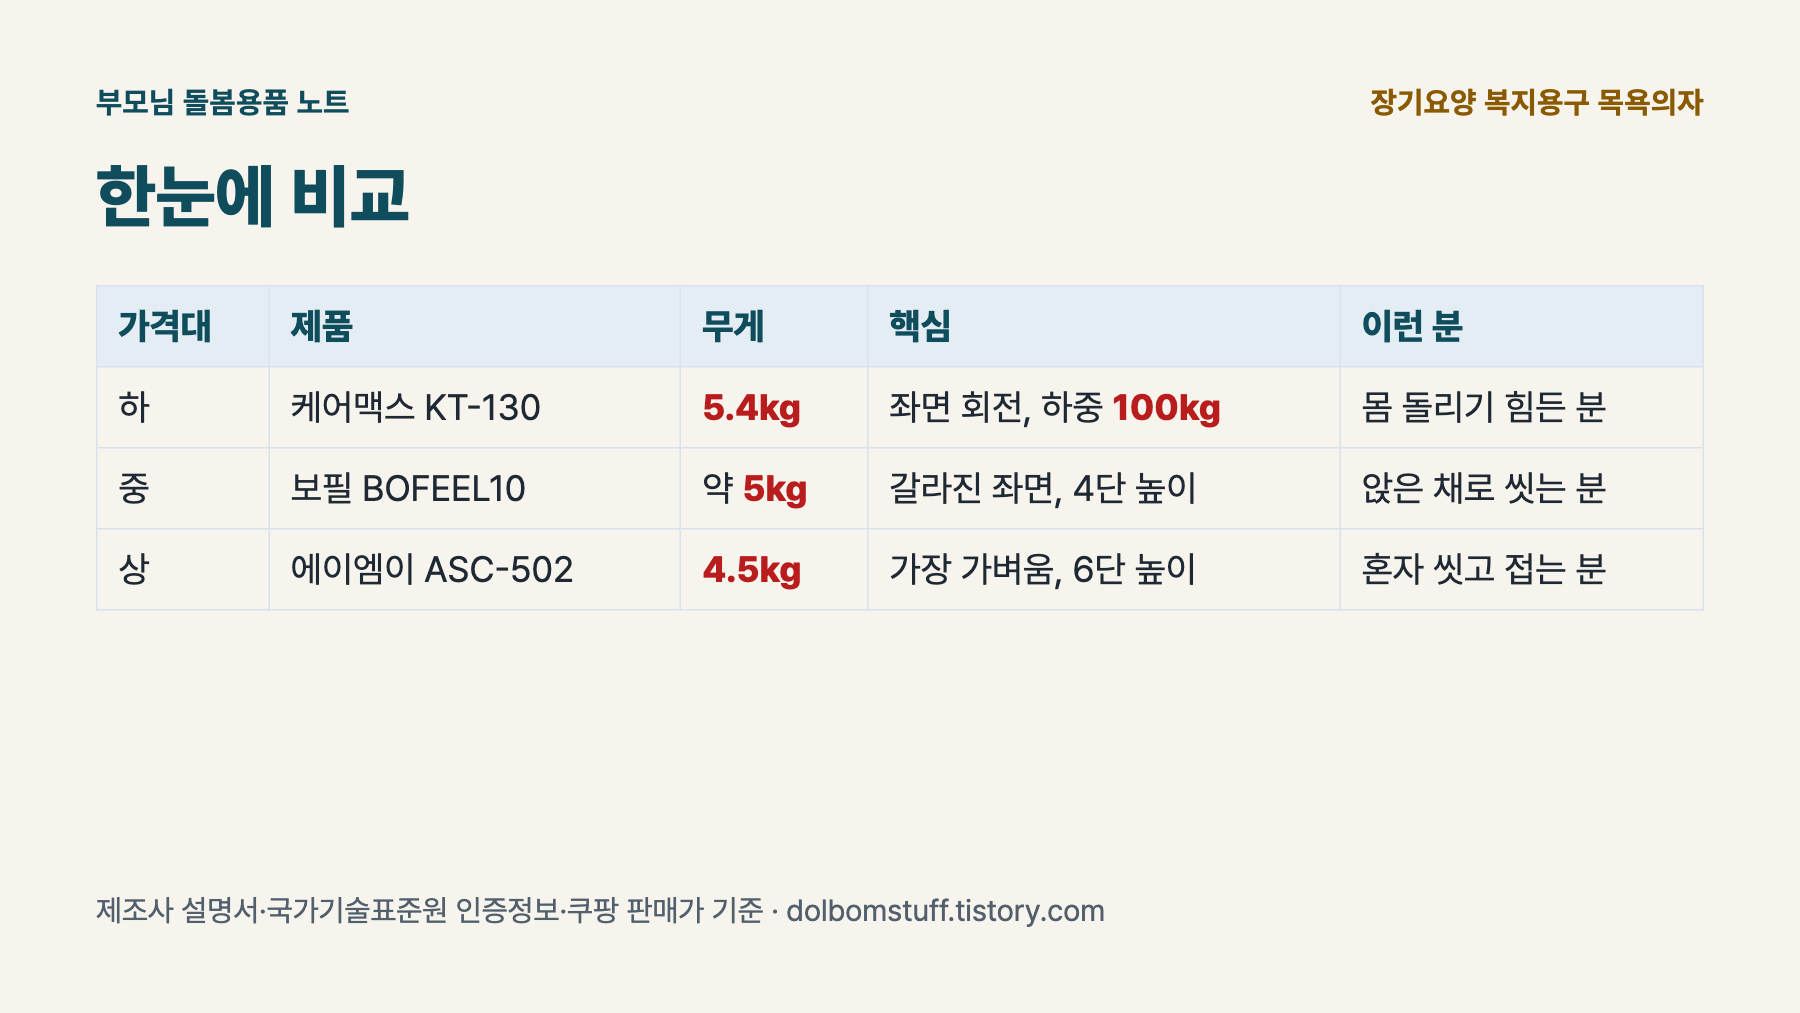 부모님 돌봄용품 노트
장기요양 복지용구 목욕의자
한눈에 비교
가격대 제품 무게 핵심 이런 분
하 케어맥스 KT-130 5.4kg 좌면 회전, 하중 100kg 몸 돌리기 힘든 분
중 보필 BOFEEL10 약 5kg 갈라진 좌면, 4단 높이 앉은 채로 씻는 분
상 에이엠이 ASC-502 4.5kg 가장 가벼움, 6단 높이 혼자 씻고 접는 분
제조사 설명서·국가기술표준원 인증정보·쿠팡 판매가 기준 · dolbomstuff.tistory.com